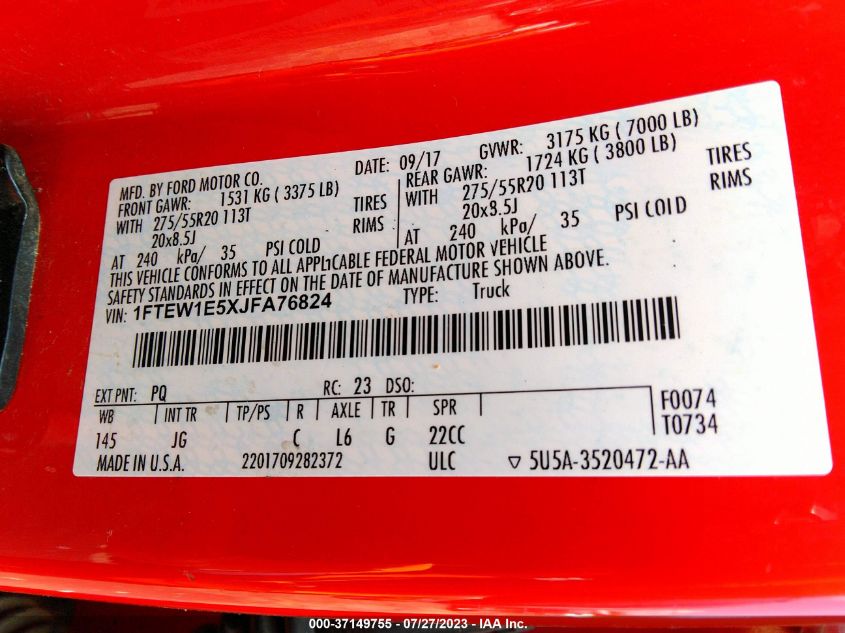 MFD. BY FORD MOTOR CO. DATE: 09/17 GVWR: 3175 KG ( 7000 LB)
FRONT GAWR: 1531 KG ( 3375 LB) REAR GAWR: 1724 KG ( 3800 LB)
WITH 275/55R20 113T TIRES WITH 275/55R20 113T TIRES
20x8.5J RIMS 20x8.5J RIMS
AT 240 kPa/ 35 PSI COLD AT 240 kPa/ 35 PSI COLD
THIS VEHICLE CONFORMS TO ALL APPLICABLE FEDERAL MOTOR VEHICLE
SAFETY STANDARDS IN EFFECT ON THE DATE OF MANUFACTURE SHOWN ABOVE.
VIN: 1FTEW1E5XJFA76824 TYPE: Truck
EXT PNT: PQ RC: 23 DSO:
WB INT TR TP/PS R AXLE TR SPR F0074
145 JG C L6 G 22CC T0734
MADE IN U.S.A. 2201709282372 ULC ▽ 5U5A-3520472-AA
000-37149755 - 07/27/2023 - IAA Inc.